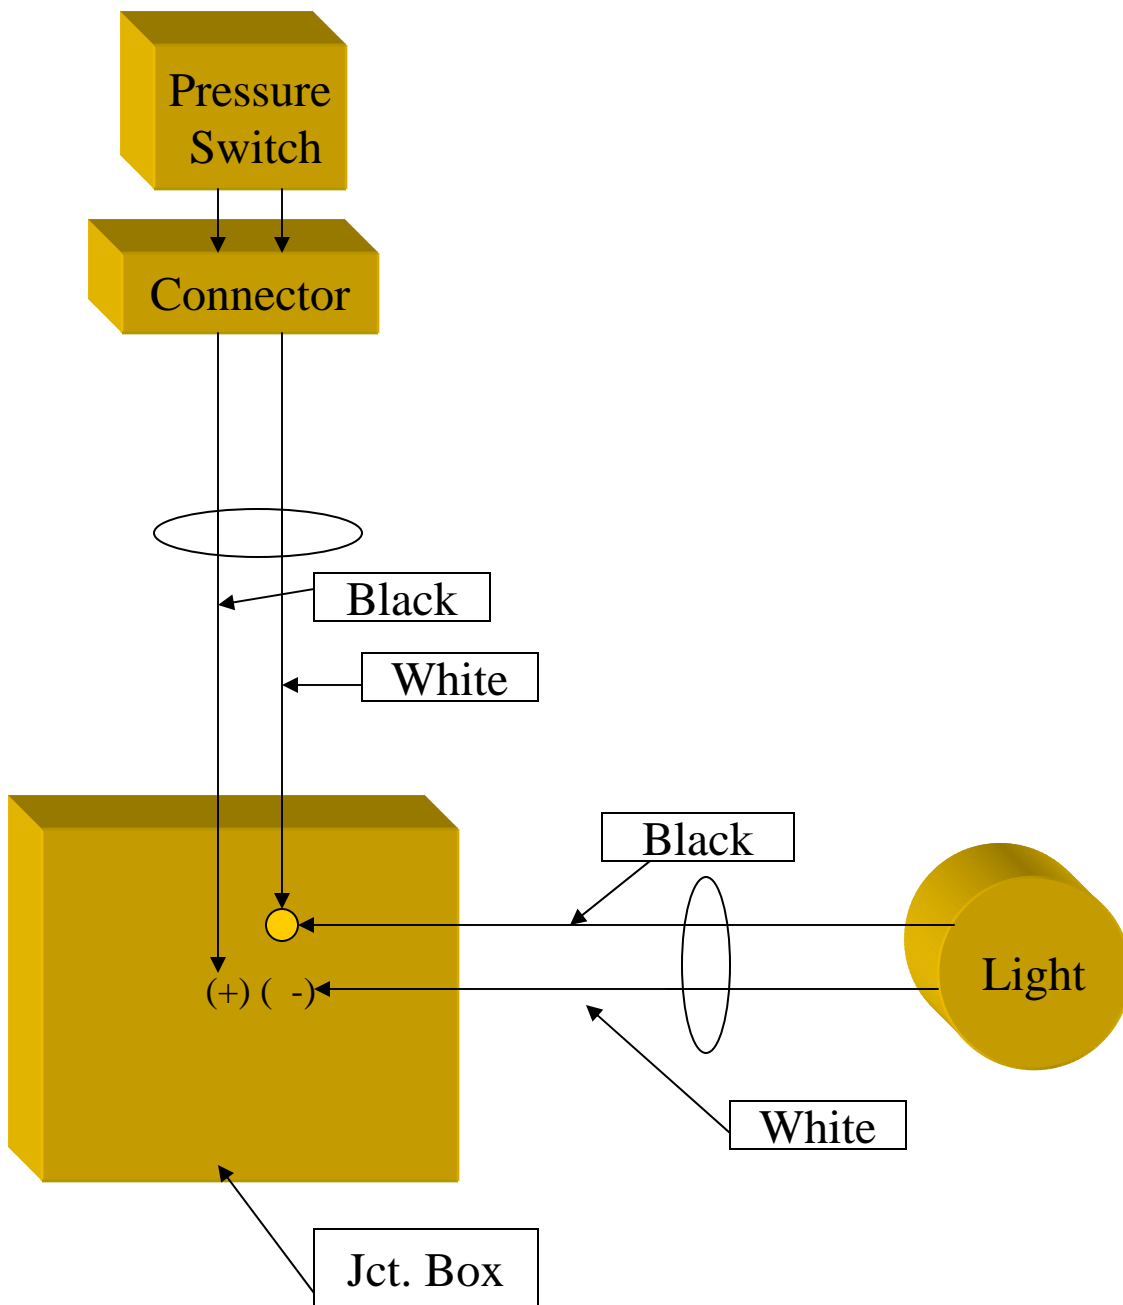 Pressure
Switch
Connector
Black
White
Black
(+) ( -)
Light
White
Jct. Box